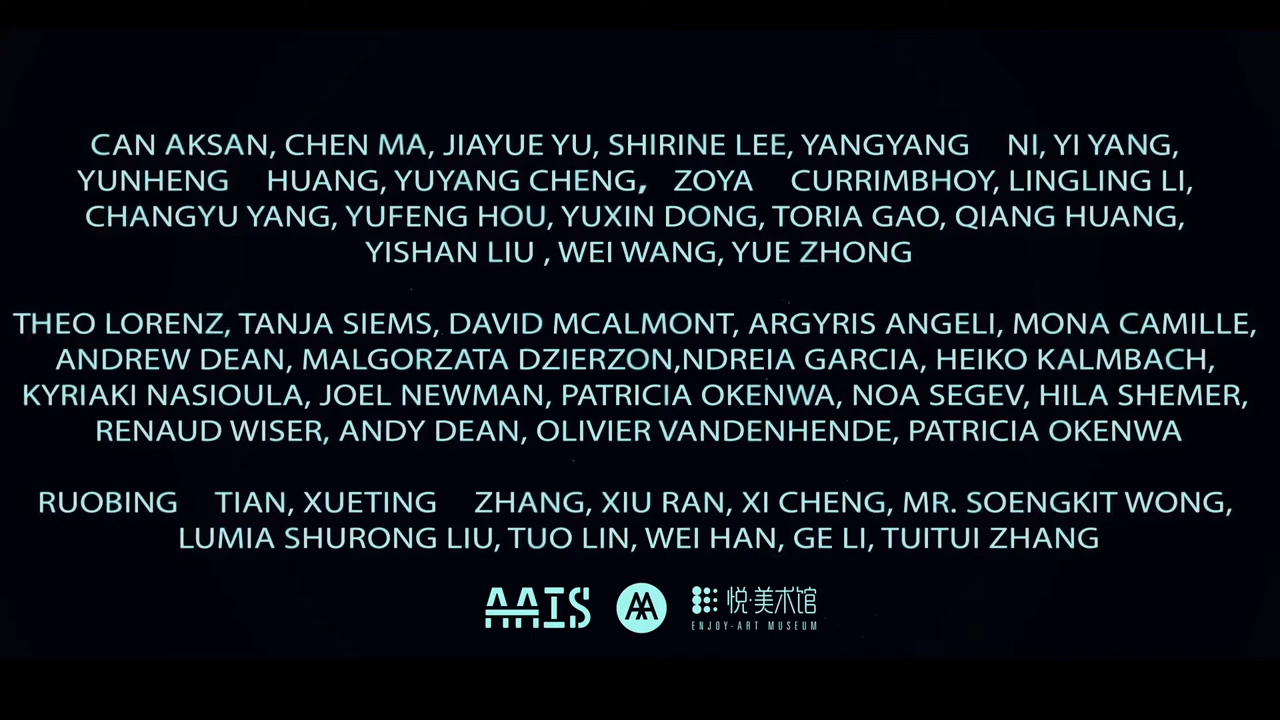 CAN AKSAN, CHEN MA, JIAYUE YU, SHIRINE LEE, YANGYANG NI, YI YANG,
YUNHENG HUANG, YUYANG CHENG, ZOYA CURRIMBHOY, LINGLING LI,
CHANGYU YANG, YUFENG HOU, YUXIN DONG, TORIA GAO, QIANG HUANG,
YISHAN LIU , WEI WANG, YUE ZHONG
THEO LORENZ, TANJA SIEMS, DAVID MCALMONT, ARGYRIS ANGELI, MONA CAMILLE,
ANDREW DEAN, MALGORZATA DZIERZON,NDREIA GARCIA, HEIKO KALMBACH,
KYRIAKI NASIOULA, JOEL NEWMAN, PATRICIA OKENWA, NOA SEGEV, HILA SHEMER,
RENAUD WISER, ANDY DEAN, OLIVIER VANDENHENDE, PATRICIA OKENWA
RUOBING TIAN, XUETING ZHANG, XIU RAN, XI CHENG, MR. SOENGKIT WONG,
LUMIA SHURONG LIU, TUO LIN, WEI HAN, GE LI, TUITUI ZHANG
AAIS AA 悦·美术馆
ENJOY-ART MUSEUM